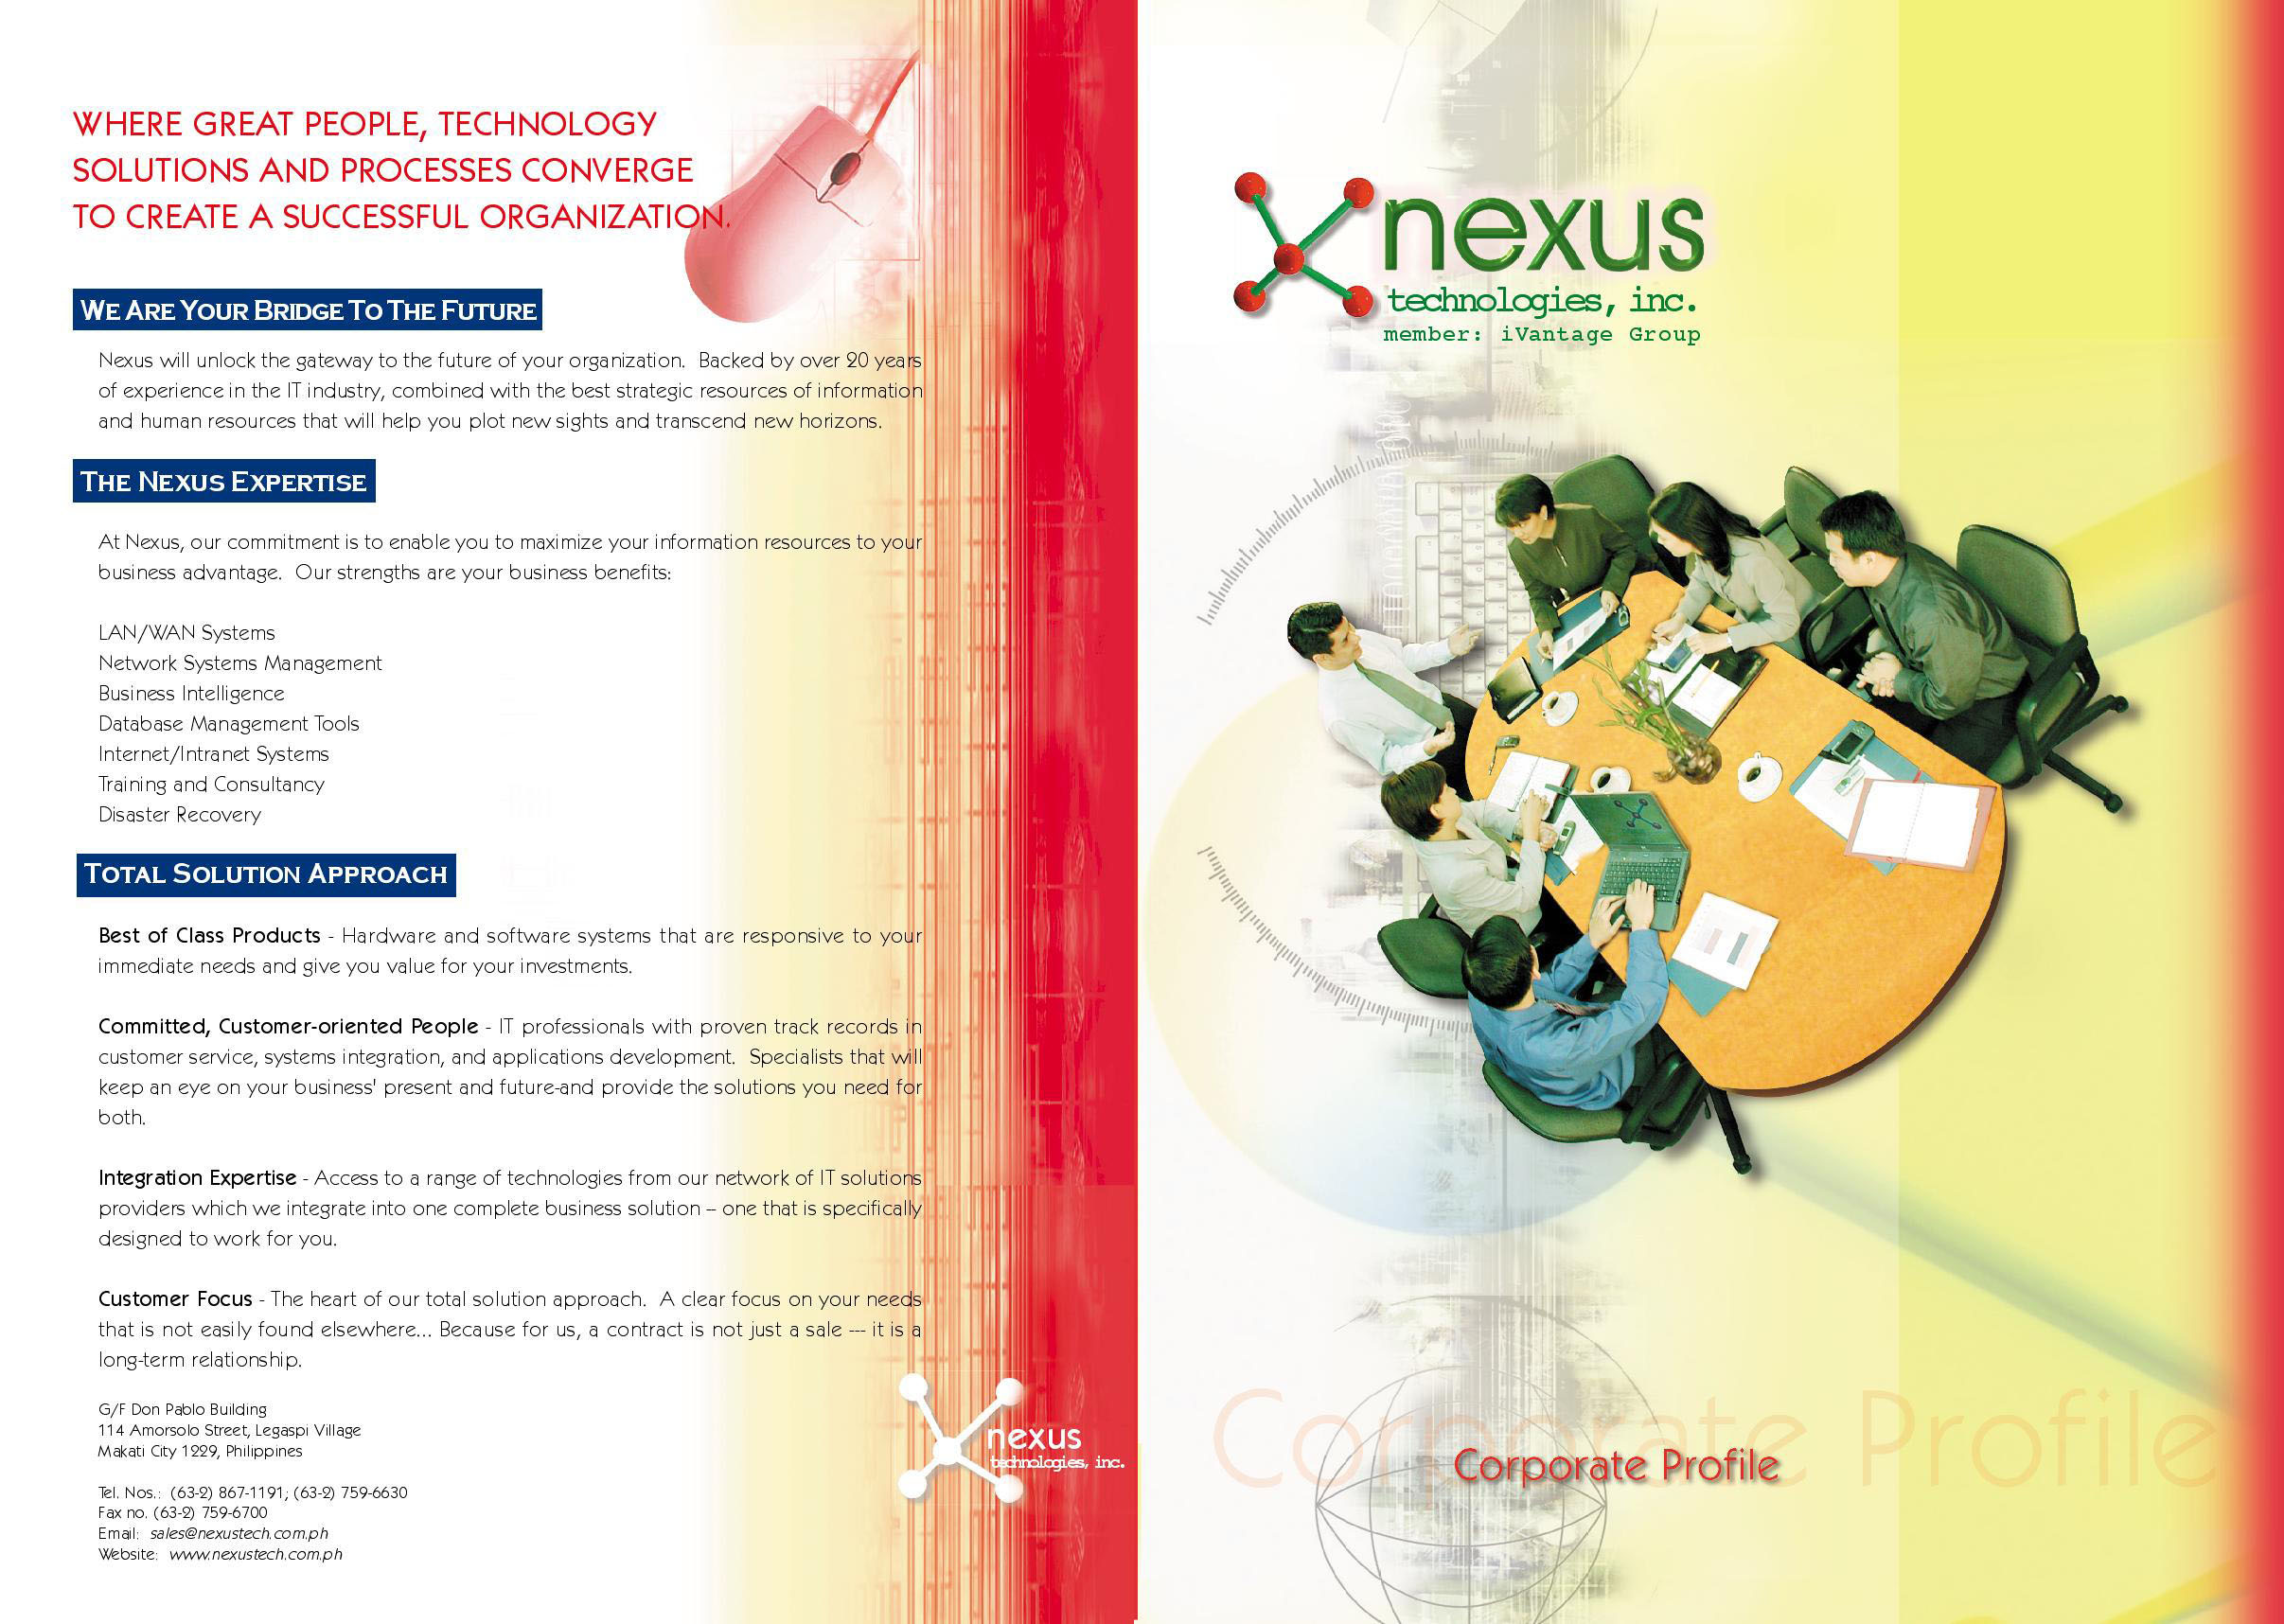 WHERE GREAT PEOPLE, TECHNOLOGY
SOLUTIONS AND PROCESSES CONVERGE
TO CREATE A SUCCESSFUL ORGANIZATION.
WE ARE YOUR BRIDGE TO THE FUTURE
Nexus will unlock the gateway to the future of your organization.  Backed by over 20 years
of experience in the IT industry, combined with the best strategic resources of information
and human resources that will help you plot new sights and transcend new horizons.
THE NEXUS EXPERTISE
At Nexus, our commitment is to enable you to maximize your information resources to your
business advantage.  Our strengths are your business benefits:
LAN/WAN Systems
Network Systems Management
Business Intelligence
Database Management Tools
Internet/Intranet Systems
Training and Consultancy
Disaster Recovery
TOTAL SOLUTION APPROACH
Best of Class Products - Hardware and software systems that are responsive to your
immediate needs and give you value for your investments.
Committed, Customer-oriented People - IT professionals with proven track records in
customer service, systems integration, and applications development.  Specialists that will
keep an eye on your business' present and future-and provide the solutions you need for
both.
Integration Expertise - Access to a range of technologies from our network of IT solutions
providers which we integrate into one complete business solution – one that is specifically
designed to work for you.
Customer Focus - The heart of our total solution approach.  A clear focus on your needs
that is not easily found elsewhere... Because for us, a contract is not just a sale --- it is a
long-term relationship.
G/F Don Pablo Building
114 Amorsolo Street, Legaspi Village
Makati City 1229, Philippines
Tel. Nos.:  (63-2) 867-1191; (63-2) 759-6630
Fax no. (63-2) 759-6700
Email:  sales@nexustech.com.ph
Website:  www.nexustech.com.ph
nexus
technologies, inc.
nexus
technologies, inc.
member: iVantage Group
Corporate Profile
Corporate Profile